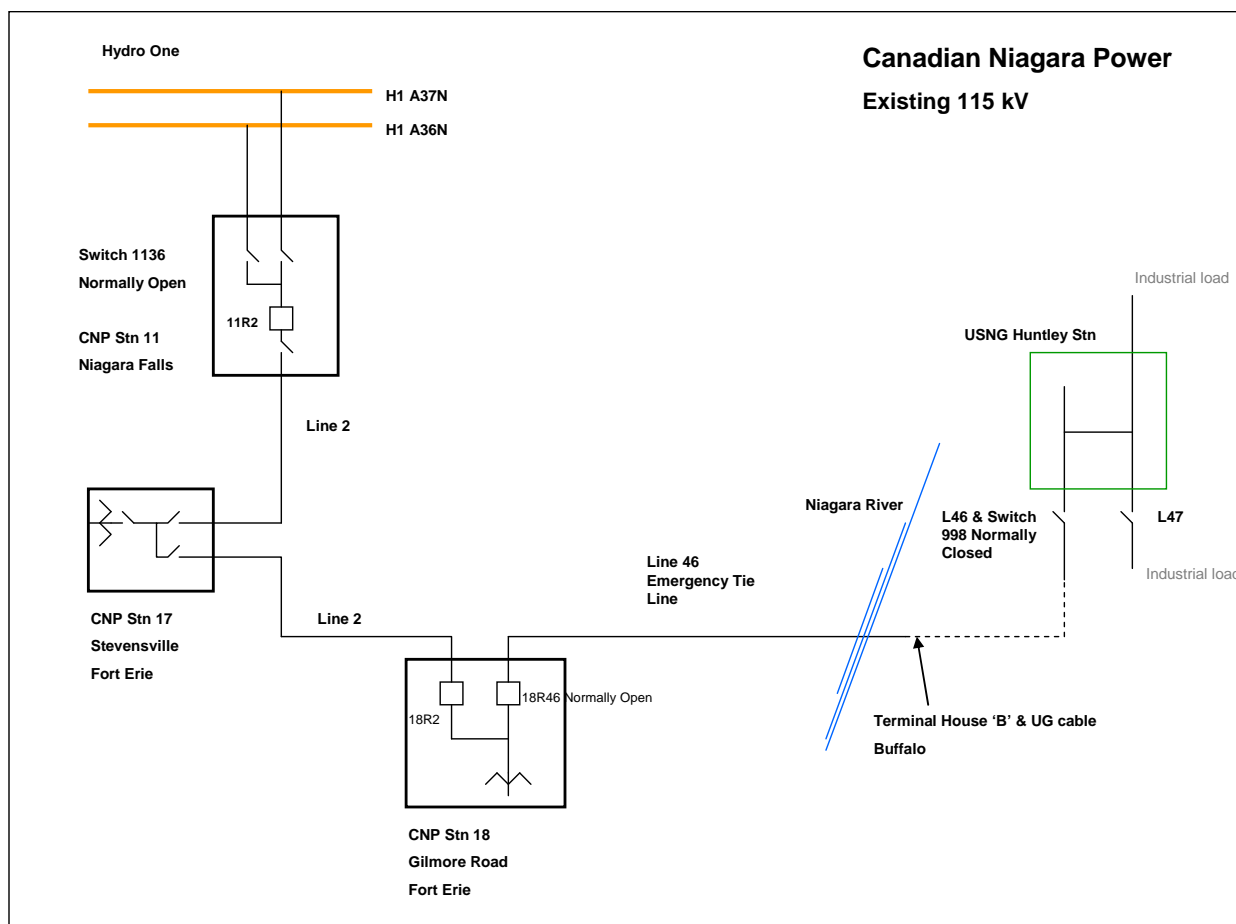 Hydro One
Canadian Niagara Power
Existing 115 kV
H1 A37N
H1 A36N
Switch 1136
Normally Open
11R2
CNP Stn 11
Niagara Falls
Line 2
Industrial load
USNG Huntley Stn
Niagara River
L46 & Switch
998 Normally
Closed
L47
Industrial load
Line 46
Emergency Tie
Line
CNP Stn 17
Stevensville
Fort Erie
Line 2
18R2
18R46 Normally Open
Terminal House ‘B’ & UG cable
Buffalo
CNP Stn 18
Gilmore Road
Fort Erie